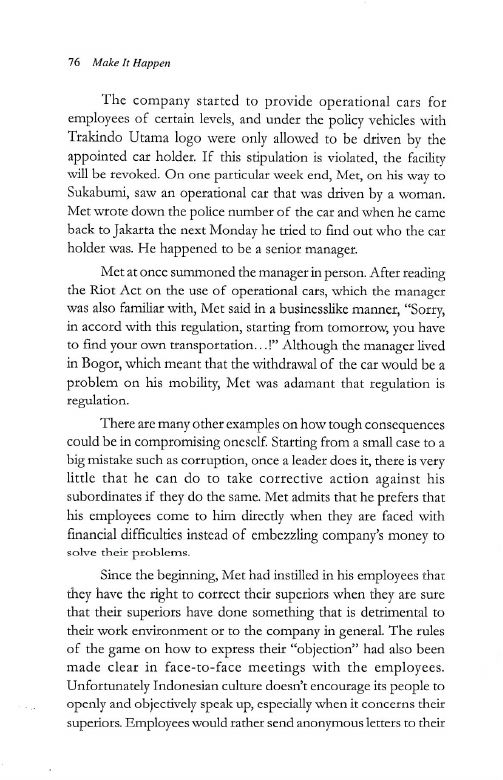 76 Make It Happen
The company started to provide operational cars for
employees of certain levels, and under the policy vehicles with
Trakindo Utama logo were only allowed to be driven by the
appointed car holder. If this stipulation is violated, the facility
will be revoked. On one particular week end, Met, on his way to
Sukabumi, saw an operational car that was driven by a woman.
Met wrote down the police number of the car and when he came
back to Jakarta the next Monday he tried to find out who the car
holder was. He happened to be a senior manager.
Met at once summoned the manager in person. After reading
the Riot Act on the use of operational cars, which the manager
was also familiar with, Met said in a businesslike manner, “Sorry,
in accord with this regulation, starting from tomorrow, you have
to find your own transportation...!” Although the manager lived
in Bogor, which meant that the withdrawal of the car would be a
problem on his mobility, Met was adamant that regulation is
regulation.
There are many other examples on how tough consequences
could be in compromising oneself. Starting from a small case to a
big mistake such as corruption, once a leader does it, there is very
little that he can do to take corrective action against his
subordinates if they do the same. Met admits that he prefers that
his employees come to him directly when they are faced with
financial difficulties instead of embezzling company’s money to
solve their problems.
Since the beginning, Met had instilled in his employees that
they have the right to correct their superiors when they are sure
that their superiors have done something that is detrimental to
their work environment or to the company in general. The rules
of the game on how to express their “objection” had also been
made clear in face-to-face meetings with the employees.
Unfortunately Indonesian culture doesn’t encourage its people to
openly and objectively speak up, especially when it concerns their
superiors. Employees would rather send anonymous letters to their